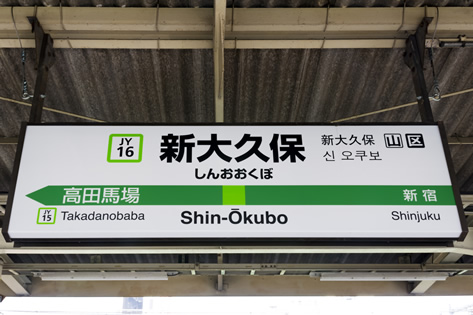 JY
16
新大久保
しんおおくぼ
新大久保
신 오쿠보
山 区
高田馬場
新宿
JY
15
Takadanobaba
Shin-Ōkubo
Shinjuku